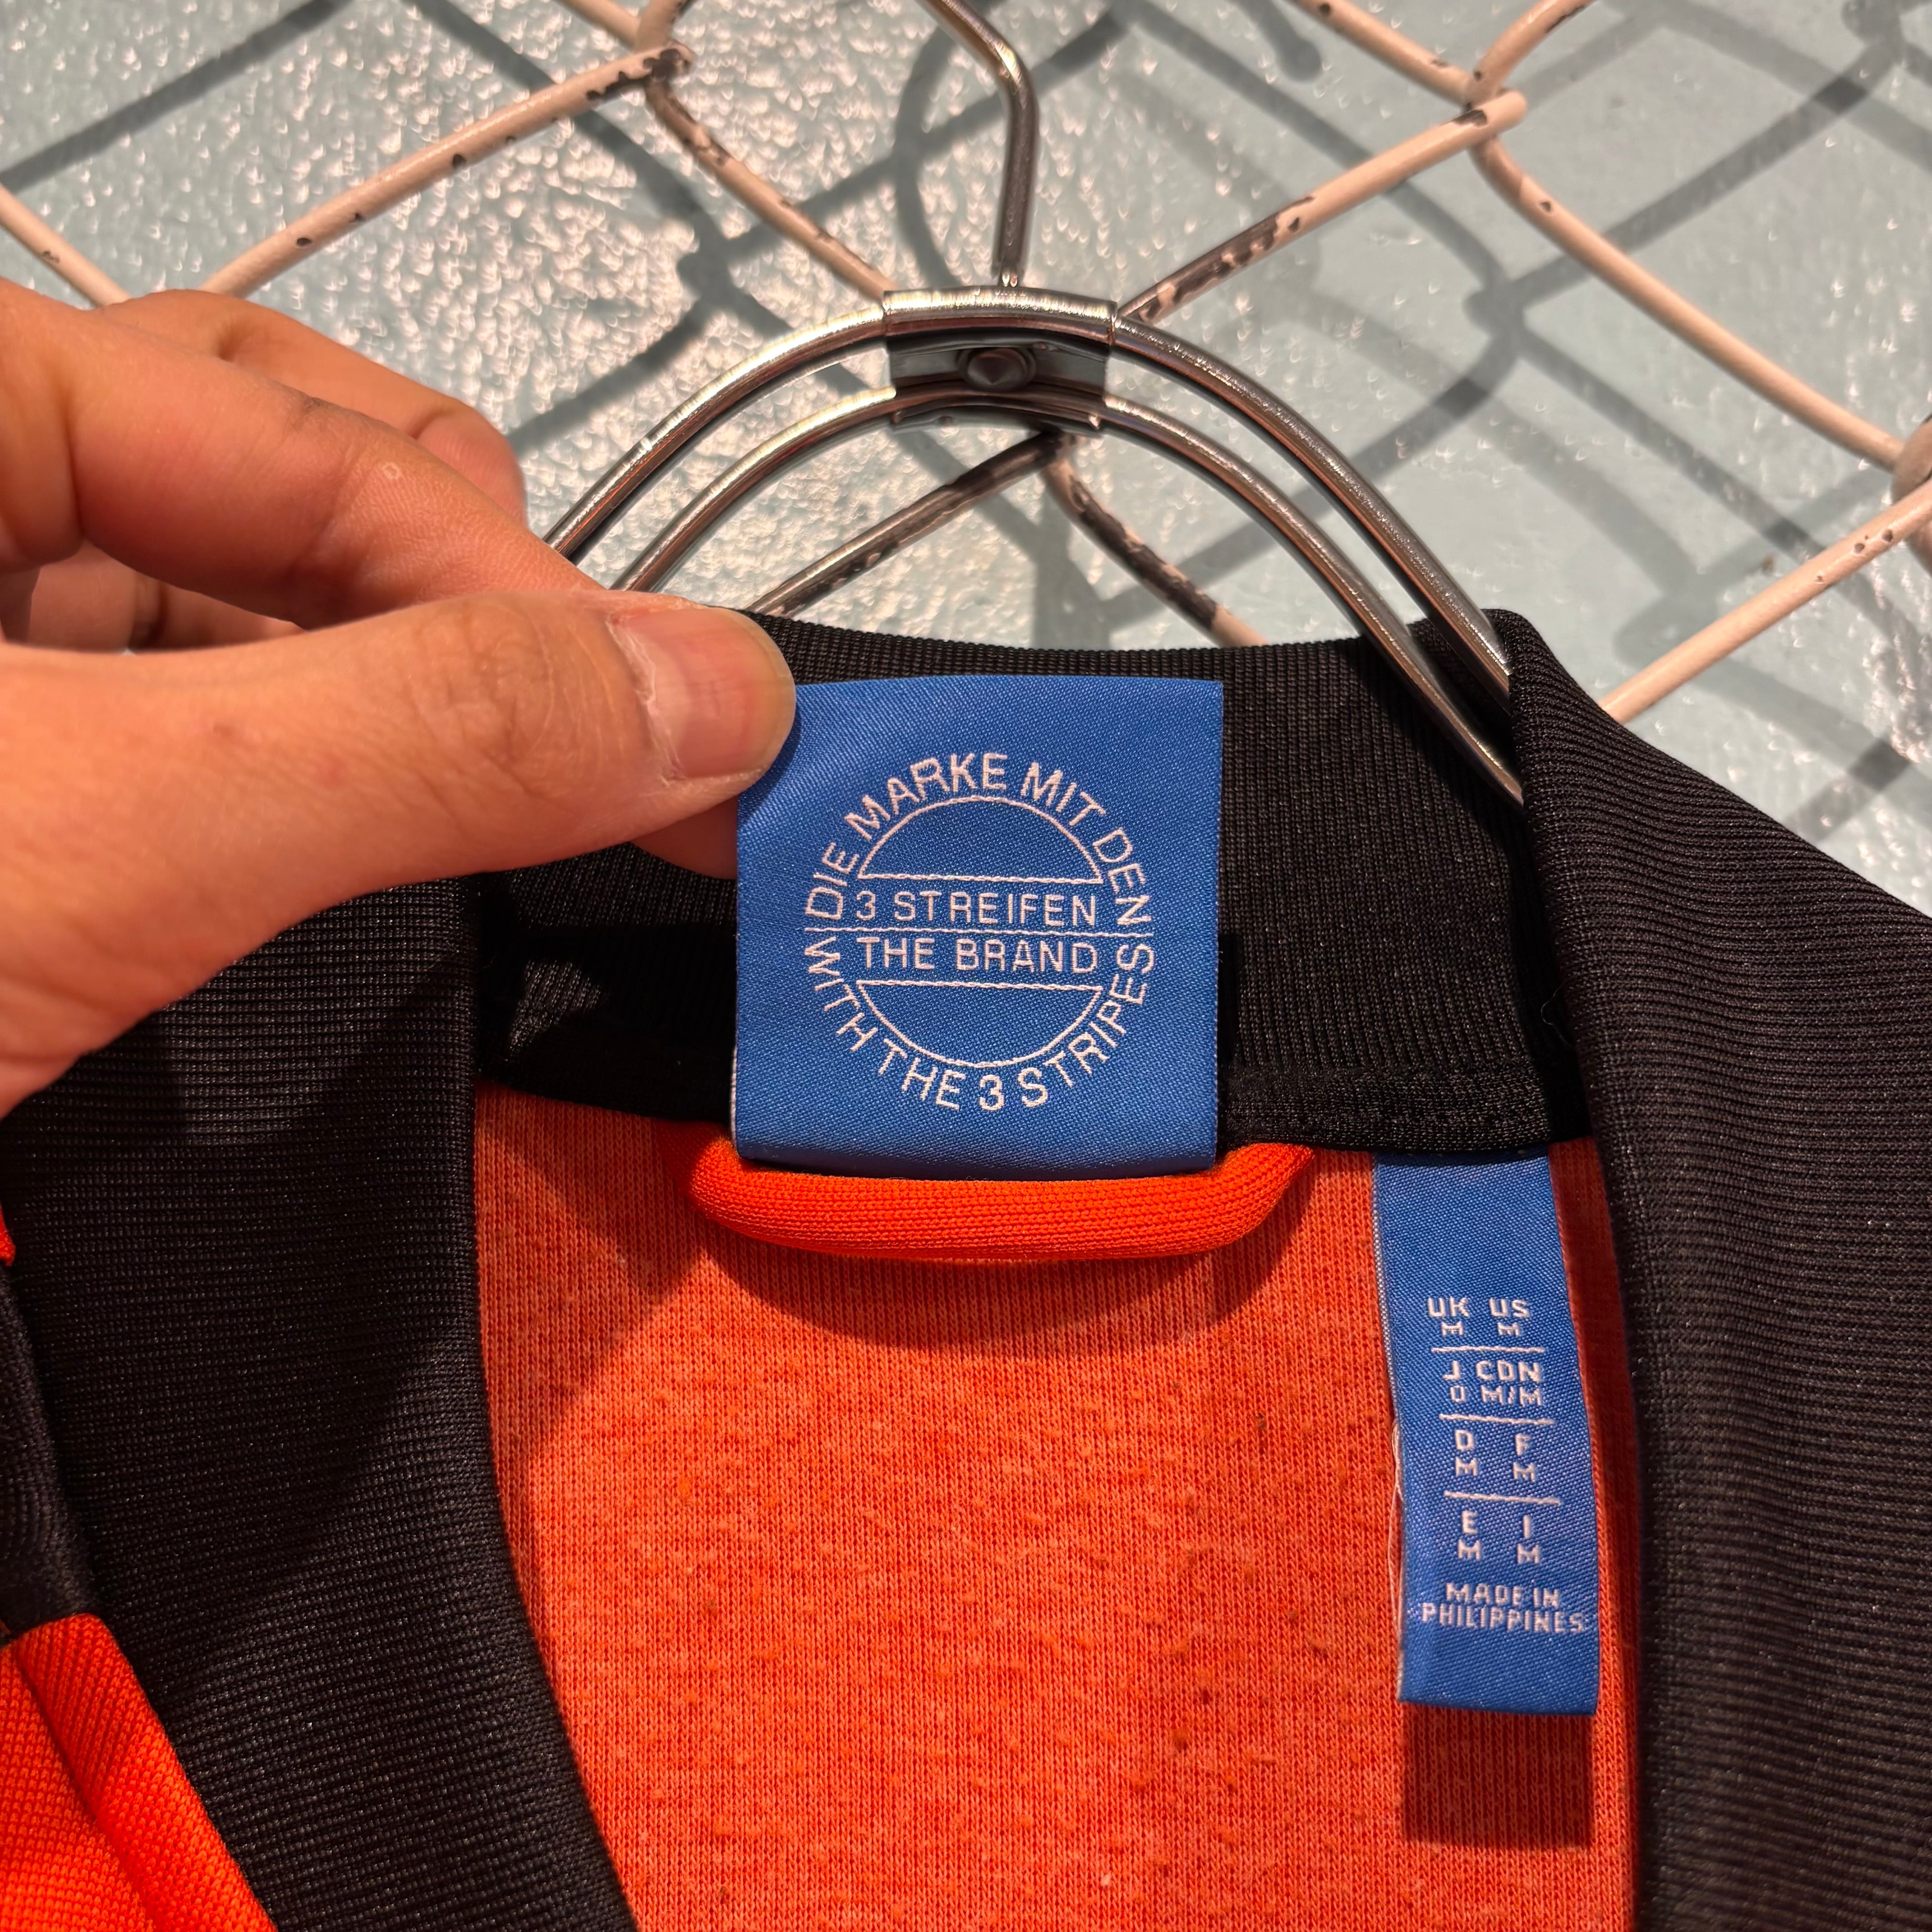 DIE MARKE MIT DEN
3 STREIFEN
THE BRAND
WITH THE 3 STRIPES
UK US
M M
J CDN
O M/M
D F
M M
E I
M M
MADE IN
PHILIPPINES